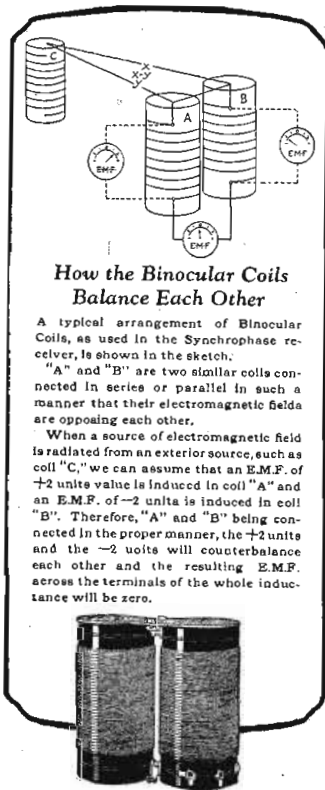 C
X-X
Y-Y
A
B
E.M.F.
E.M.F.
E.M.F.
How the Binocular Coils
Balance Each Other
A typical arrangement of Binocular
Coils, as used in the Synchrophase re-
ceiver, is shown in the sketch.
"A" and "B" are two similar coils con-
nected in series or parallel in such a
manner that their electromagnetic fields
are opposing each other.
When a source of electromagnetic field
is radiated from an exterior source, such as
coil "C," we can assume that an E.M.F. of
+2 units value is induced in coil "A" and
an E.M.F. of -2 units is induced in coil
"B". Therefore, "A" and "B" being con-
nected in the proper manner, the +2 units
and the -2 units will counterbalance
each other and the resulting E.M.F.
across the terminals of the whole induc-
tance will be zero.